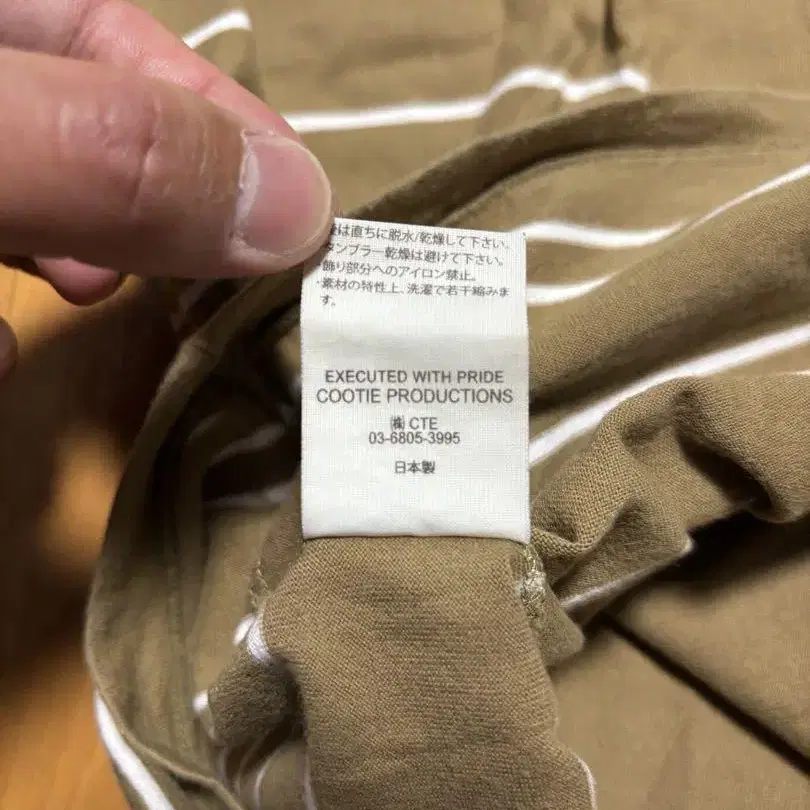 後は直ちに脱水/乾燥して下さい。
タンブラー乾燥は避けて下さい。
・飾り部分へのアイロン禁止。
・素材の特性上、洗濯で若干縮みま
す。
EXECUTED WITH PRIDE
COOTIE PRODUCTIONS
㈱ CTE
03-6805-3995
日本製